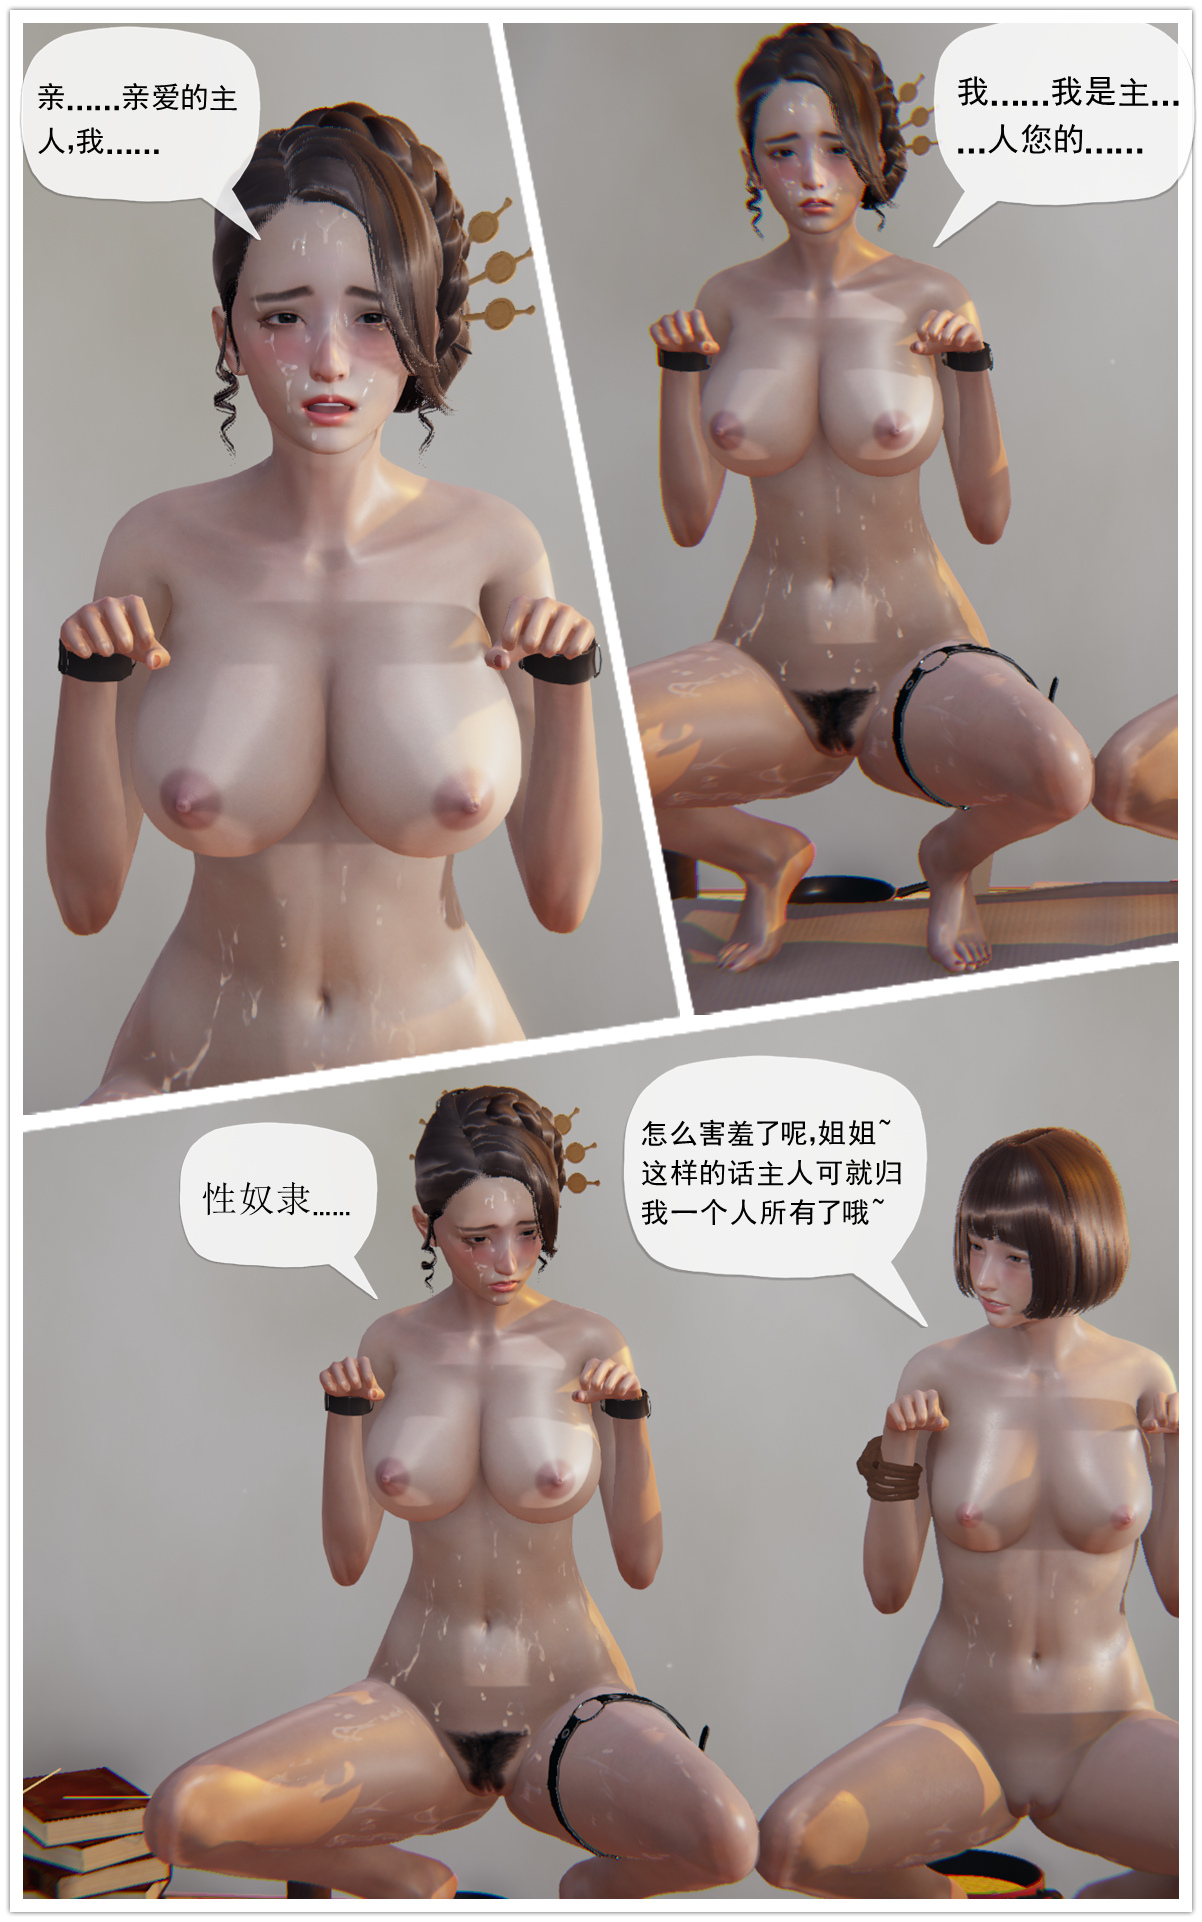 亲……亲爱的主
人,我……
我……我是主…
…人您的……
性奴隶……
怎么害羞了呢,姐姐~
这样的话主人可就归
我一个人所有了哦~